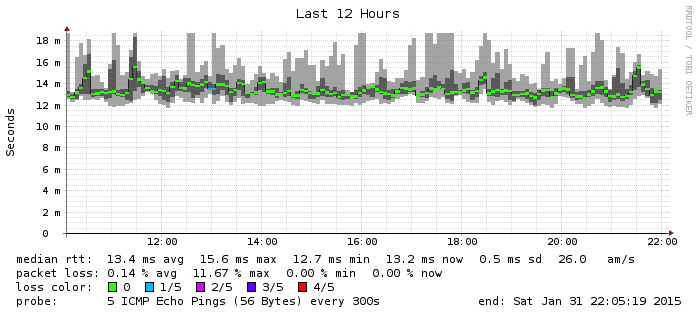 Last 12 Hours
RRDTOOL / TOBI OETIKER
Seconds
18 m
16 m
14 m
12 m
10 m
8 m
6 m
4 m
2 m
0
12:00 14:00 16:00 18:00 20:00 22:00
median rtt: 13.4 ms avg 15.6 ms max 12.7 ms min 13.2 ms now 0.5 ms sd 26.0 am/s
packet loss: 0.14 % avg 11.67 % max 0.00 % min 0.00 % now
loss color: 0 1/5 2/5 3/5 4/5
probe: 5 ICMP Echo Pings (56 Bytes) every 300s end: Sat Jan 31 22:05:19 2015